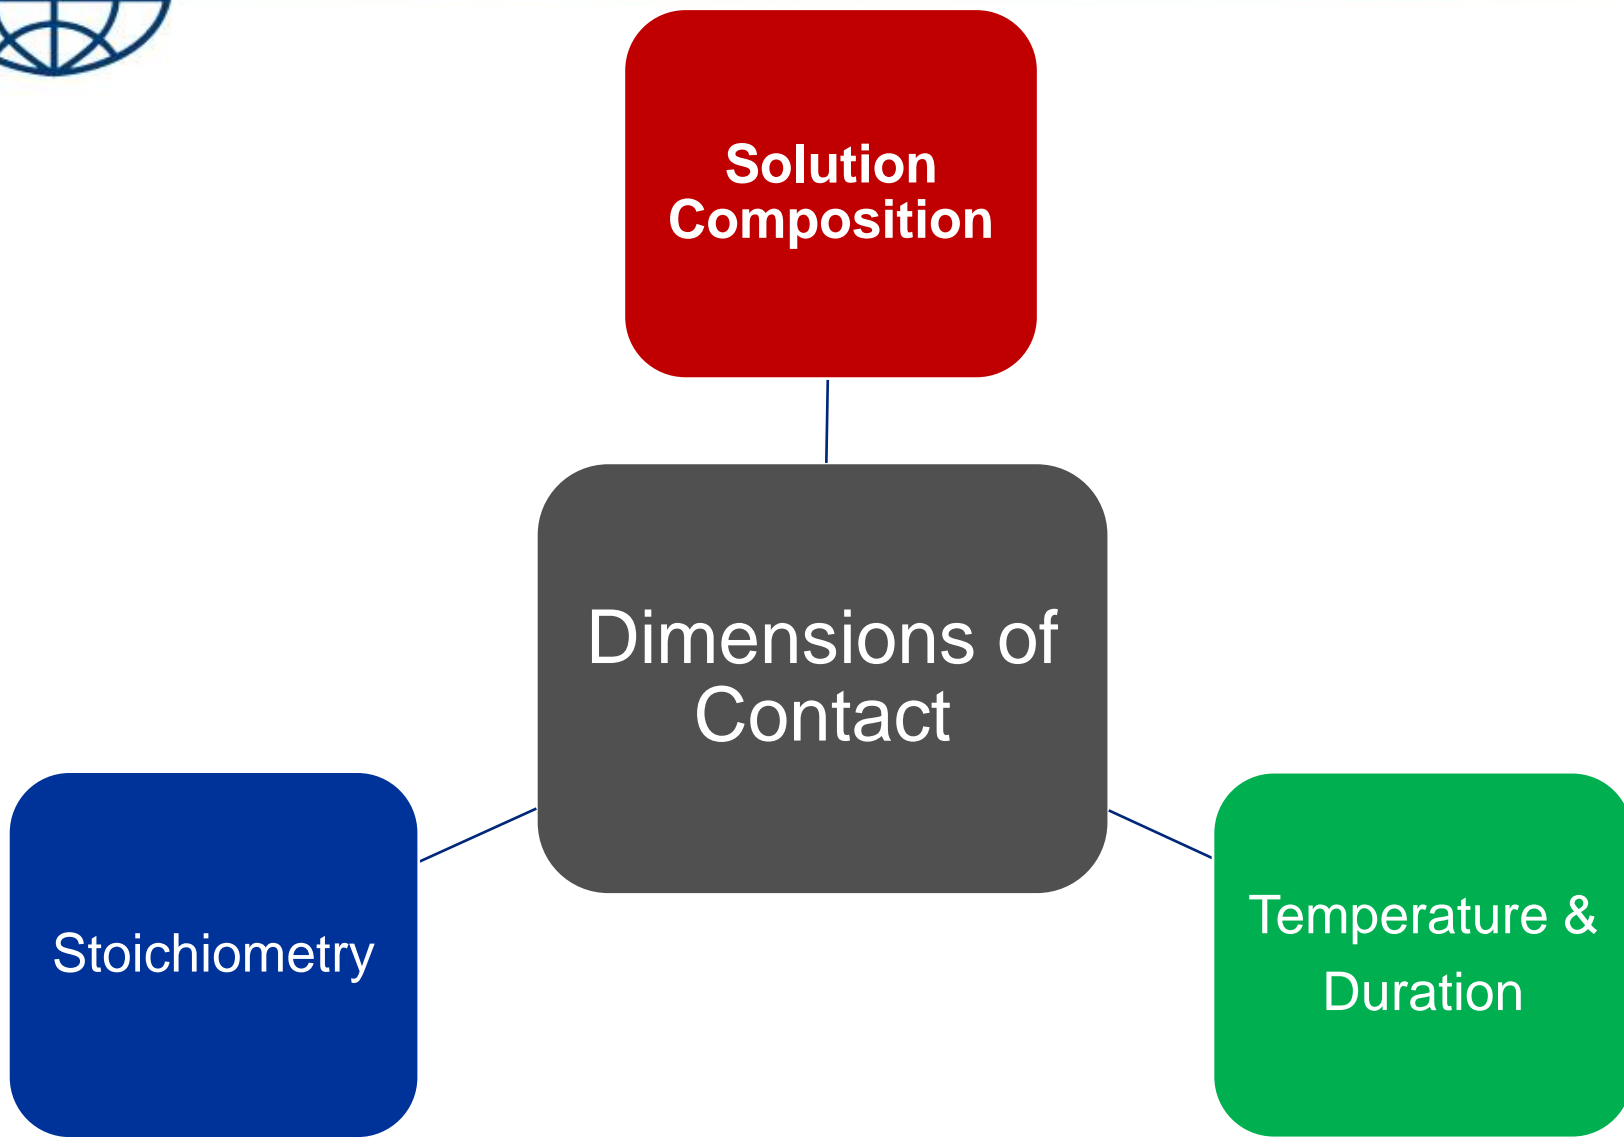 Solution
Composition
Dimensions of
Contact
Stoichiometry
Temperature &
Duration